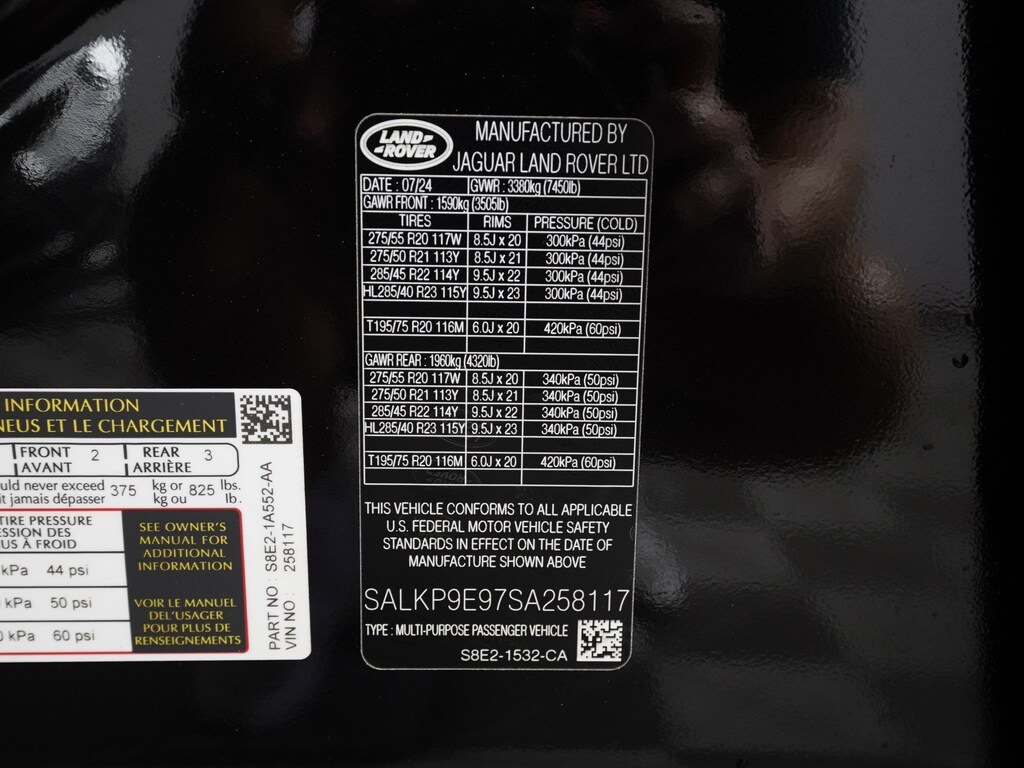 LAND-
-ROVER
MANUFACTURED BY
JAGUAR LAND ROVER LTD
DATE : 07/24 GVWR : 3380kg (7450lb)
GAWR FRONT : 1590kg (3505lb)
TIRES RIMS PRESSURE (COLD)
275/55 R20 117W 8.5J x 20 300kPa (44psi)
275/50 R21 113Y 8.5J x 21 300kPa (44psi)
285/45 R22 114Y 9.5J x 22 300kPa (44psi)
HL285/40 R23 115Y 9.5J x 23 300kPa (44psi)
T195/75 R20 116M 6.0J x 20 420kPa (60psi)
GAWR REAR : 1960kg (4320lb)
275/55 R20 117W 8.5J x 20 340kPa (50psi)
275/50 R21 113Y 8.5J x 21 340kPa (50psi)
285/45 R22 114Y 9.5J x 22 340kPa (50psi)
HL285/40 R23 115Y 9.5J x 23 340kPa (50psi)
T195/75 R20 116M 6.0J x 20 420kPa (60psi)
THIS VEHICLE CONFORMS TO ALL APPLICABLE
U.S. FEDERAL MOTOR VEHICLE SAFETY
STANDARDS IN EFFECT ON THE DATE OF
MANUFACTURE SHOWN ABOVE
SALKP9E97SA258117
TYPE : MULTI-PURPOSE PASSENGER VEHICLE
S8E2-1532-CA
INFORMATION
NEUS ET LE CHARGEMENT
FRONT 2 REAR 3
AVANT ARRIÈRE
uld never exceed 375 kg or 825 lbs.
it jamais dépasser kg ou lb.
TIRE PRESSURE
ESSION DES
US À FROID
kPa 44 psi
kPa 50 psi
0 kPa 60 psi
SEE OWNER'S
MANUAL FOR
ADDITIONAL
INFORMATION
VOIR LE MANUEL
DEL'USAGER
POUR PLUS DE
RENSEIGNEMENTS
PART NO : S8E2-1A552-AA
VIN NO : 258117